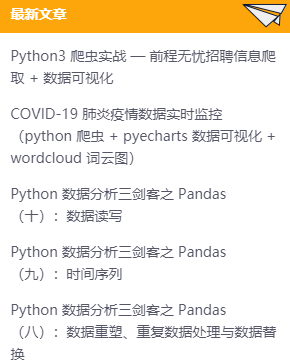 最新文章
Python3 爬虫实战 — 前程无忧招聘信息爬
取 + 数据可视化
COVID-19 肺炎疫情数据实时监控
（python 爬虫 + pyecharts 数据可视化 +
wordcloud 词云图）
Python 数据分析三剑客之 Pandas
（十）：数据读写
Python 数据分析三剑客之 Pandas
（九）：时间序列
Python 数据分析三剑客之 Pandas
（八）：数据重塑、重复数据处理与数据替
换